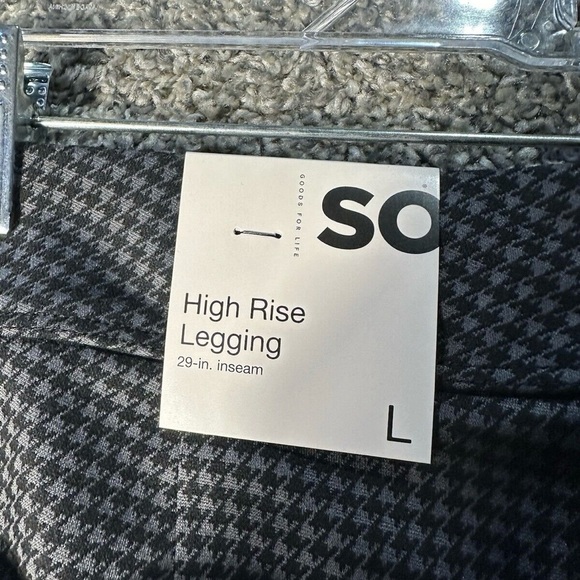 GOODS FOR LIFE
SO
High Rise
Legging
29-in. inseam
L